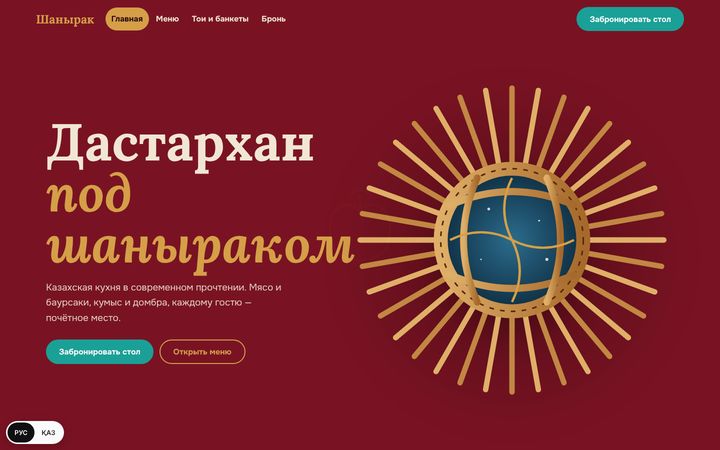 Шанырак
Главная
Меню
Тои и банкеты
Бронь
Забронировать стол
Дастархан
под
шаныраком
Казахская кухня в современном прочтении. Мясо и
баурсаки, кумыс и домбра, каждому гостю —
почётное место.
Забронировать стол
Открыть меню
РУС
ҚАЗ